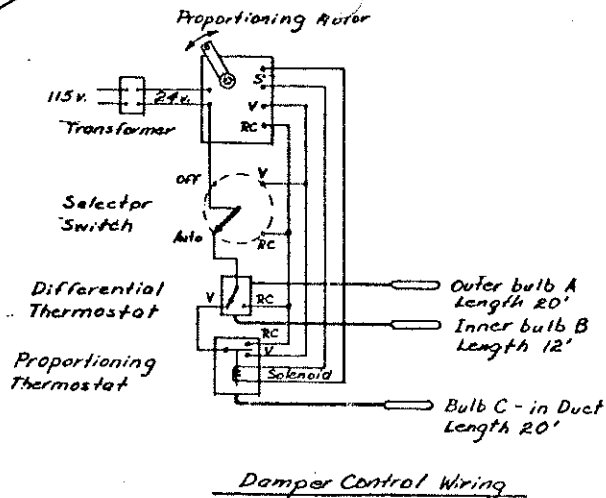 Proportioning Motor
S
115 v.
24 v.
V
Transformer
RC
Off
V
Selector
Switch
Auto
RC
Differential
Thermostat
V
RC
Outer bulb A
Length 20'
Inner bulb B
Length 12'
RC
V
Proportioning
Thermostat
Solenoid
Bulb C - in Duct
Length 20'
Damper Control Wiring